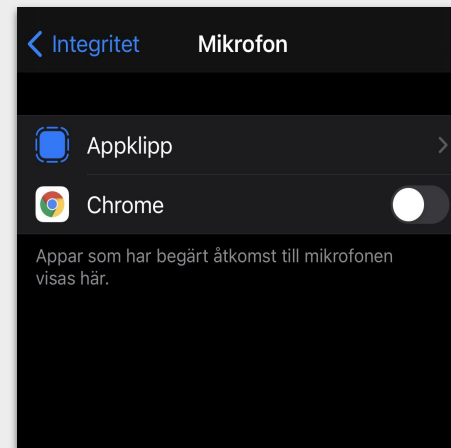 Integritet Mikrofon
Appklipp
Chrome
Appar som har begärt åtkomst till mikrofonen
visas här.